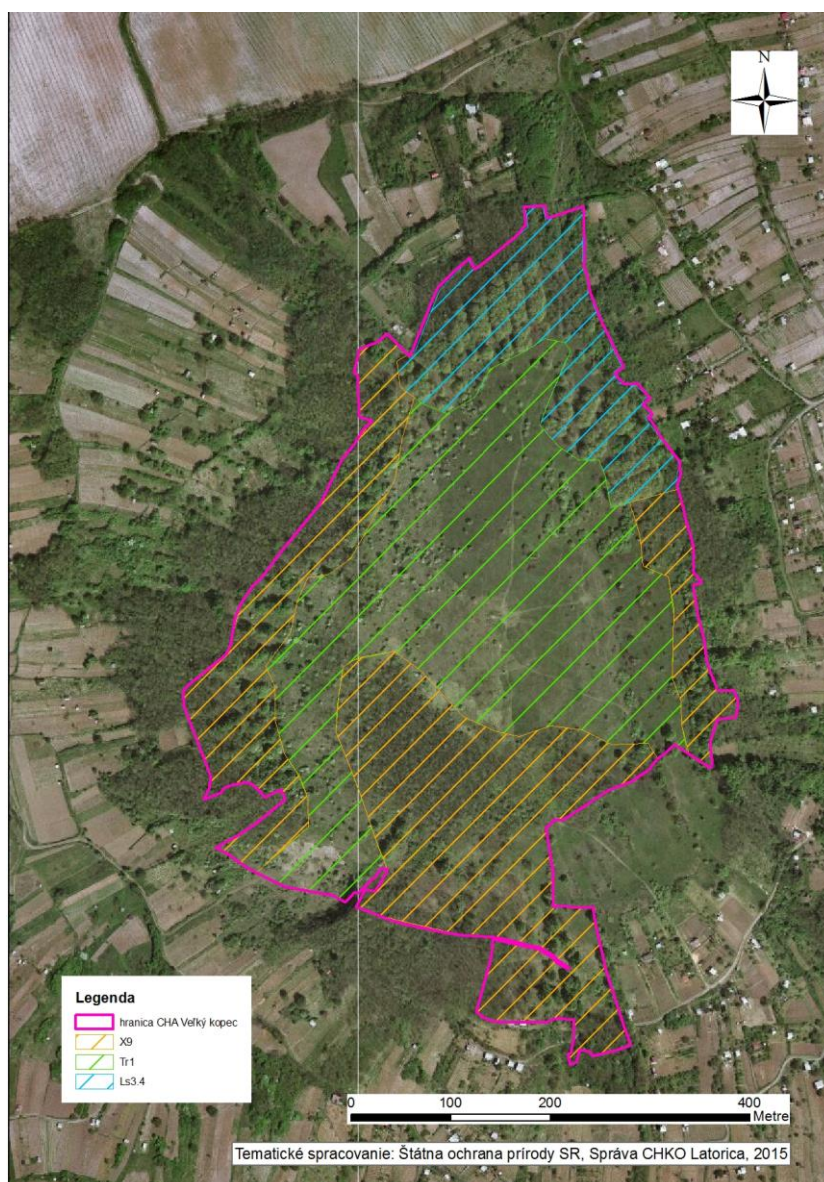 N
Legenda
hranica CHA Veľký kopec
X9
Tr1
Ls3.4
0 100 200 400
Metre
Tematické spracovanie: Štátna ochrana prírody SR, Správa CHKO Latorica, 2015